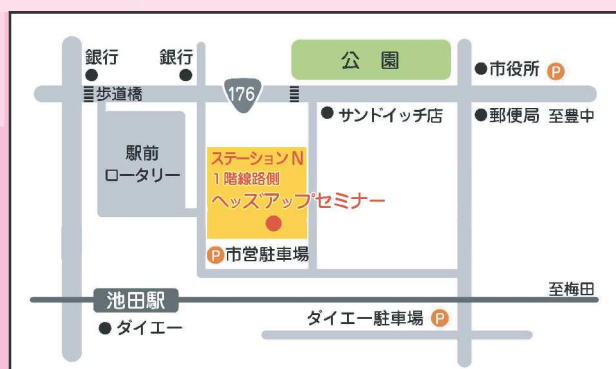 銀行
銀行
公園
市役所 P
176
歩道橋
サンドイッチ店
郵便局 至豊中
駅前
ロータリー
ステーションN
1階線路側
ヘッズアップセミナー
P市営駐車場
至梅田
池田駅
ダイエー
ダイエー駐車場 P